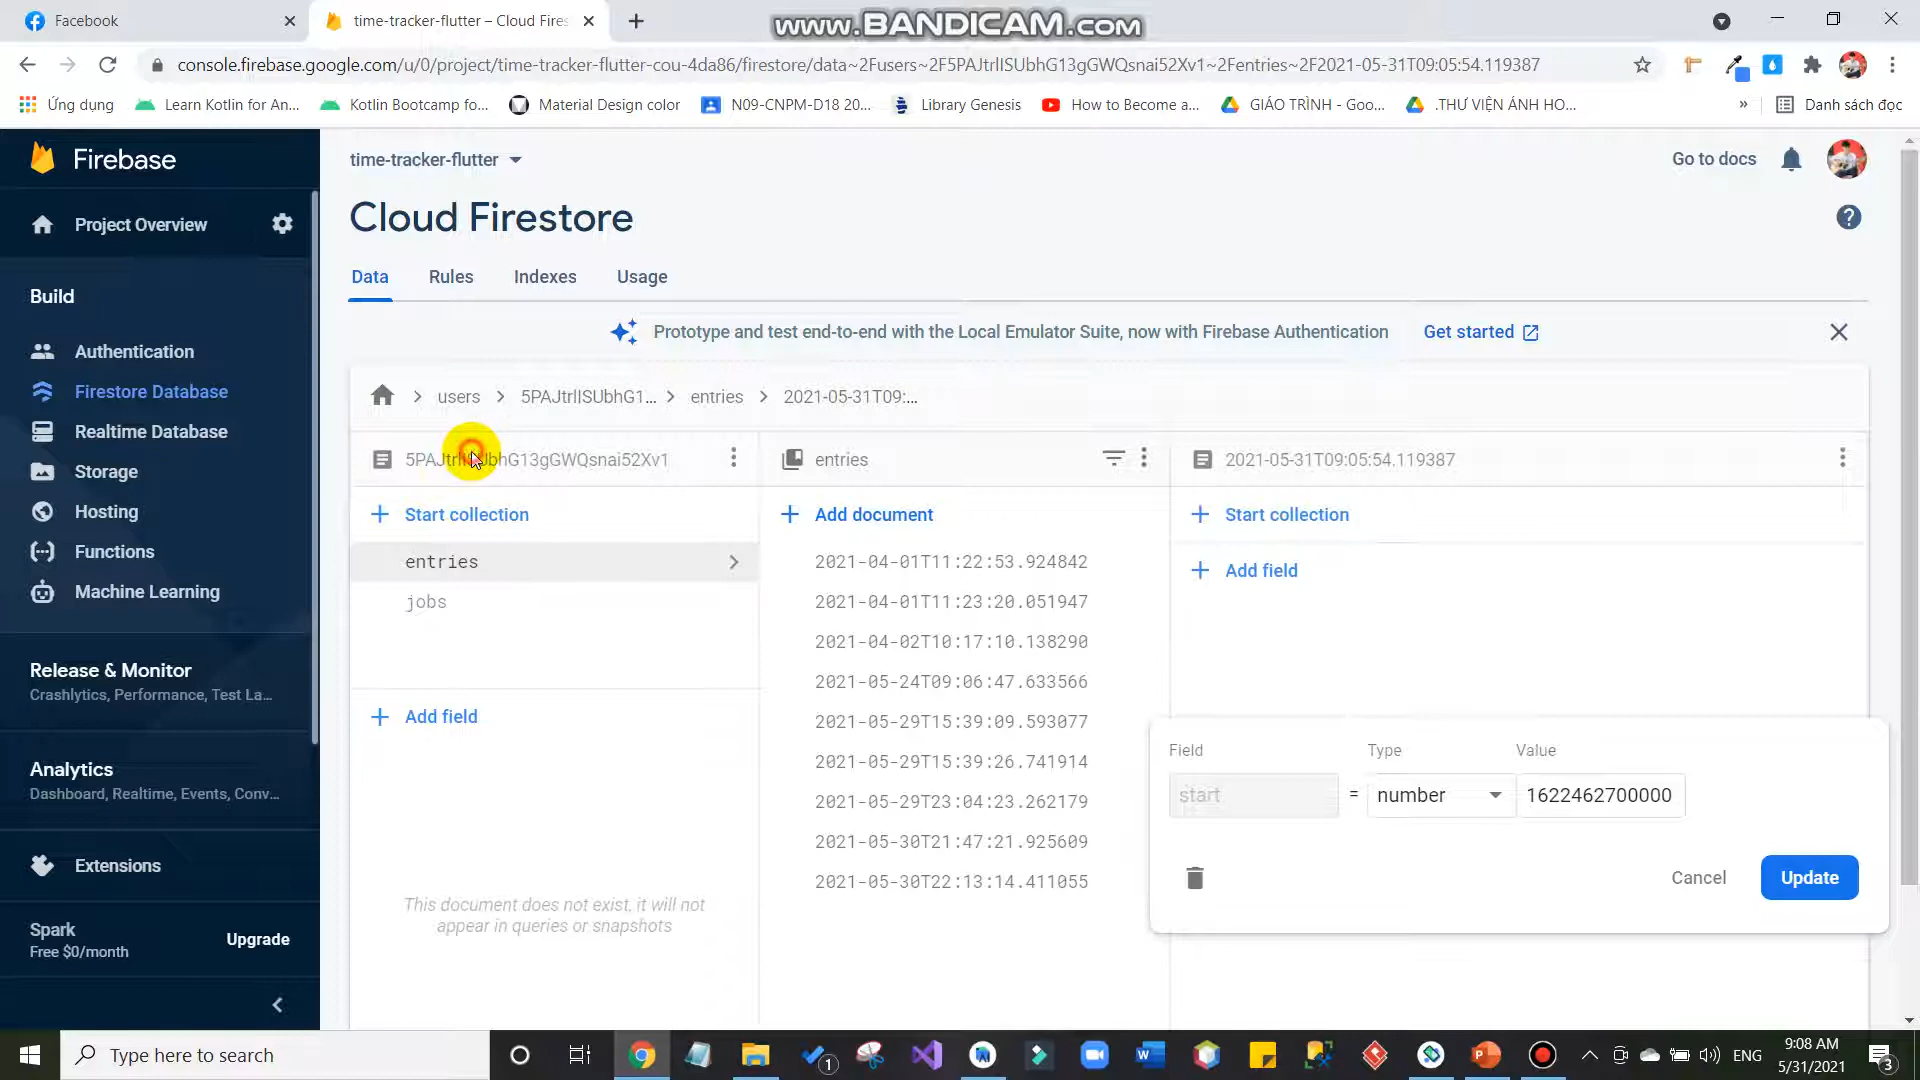 Facebook
time-tracker-flutter – Cloud Fires
www.BANDICAM.com
console.firebase.google.com/u/0/project/time-tracker-flutter-cou-4da86/firestore/data~2Fusers~2F5PAJtrlISUbhG13gGWQsnai52Xv1~2Fentries~2F2021-05-31T09:05:54.119387
Ứng dụng
Learn Kotlin for An...
Kotlin Bootcamp fo...
Material Design color
N09-CNPM-D18 20...
Library Genesis
How to Become a...
GIÁO TRÌNH - Goo...
.THƯ VIỆN ÁNH HO...
»
Danh sách đọc
Firebase
time-tracker-flutter
Go to docs
Project Overview
Cloud Firestore
Data
Rules
Indexes
Usage
Build
Authentication
Firestore Database
Realtime Database
Storage
Hosting
Functions
Machine Learning
Release & Monitor
Crashlytics, Performance, Test La...
Analytics
Dashboard, Realtime, Events, Conv...
Extensions
Spark
Free $0/month
Upgrade
Prototype and test end-to-end with the Local Emulator Suite, now with Firebase Authentication
Get started
users
5PAJtrlISUbhG1...
entries
2021-05-31T09:...
5PAJtrlISUbhG13gGWQsnai52Xv1
Start collection
entries
jobs
Add field
This document does not exist, it will not
appear in queries or snapshots
entries
Add document
2021-04-01T11:22:53.924842
2021-04-01T11:23:20.051947
2021-04-02T10:17:10.138290
2021-05-24T09:06:47.633566
2021-05-29T15:39:09.593077
2021-05-29T15:39:26.741914
2021-05-29T23:04:23.262179
2021-05-30T21:47:21.925609
2021-05-30T22:13:14.411055
2021-05-31T09:05:54.119387
Start collection
Add field
Field
Type
Value
start
=
number
1622462700000
Cancel
Update
Type here to search
1
ENG
9:08 AM
5/31/2021
3